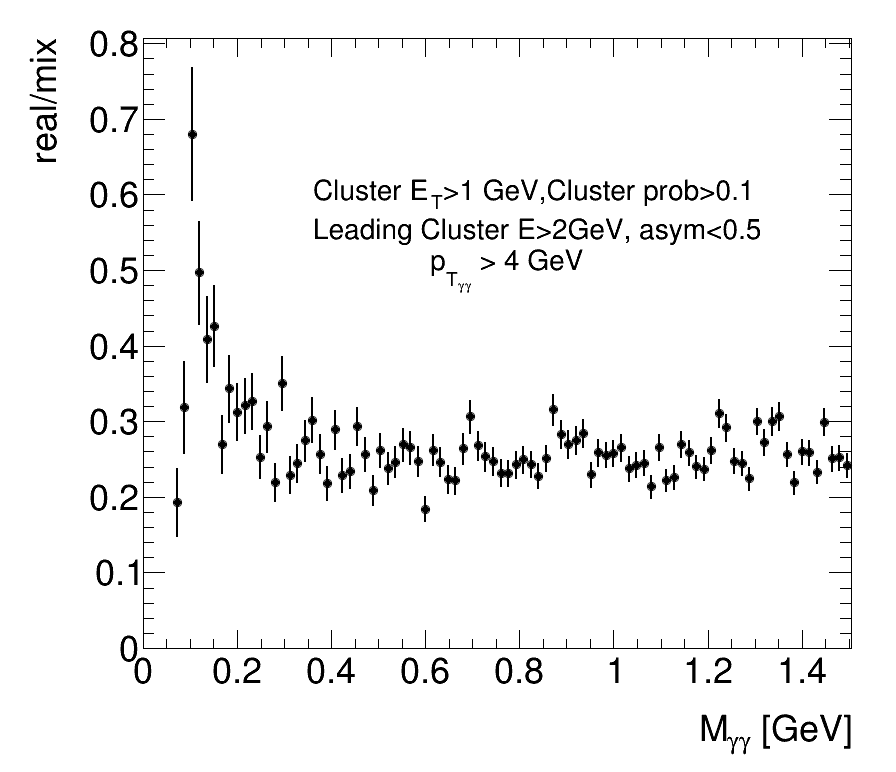 real/mix
0.8
0.7
0.6
0.5
0.4
0.3
0.2
0.1
0
Cluster E_T>1 GeV,Cluster prob>0.1
Leading Cluster E>2GeV, asym<0.5
p_Tγγ > 4 GeV
0 0.2 0.4 0.6 0.8 1 1.2 1.4
Mγγ [GeV]